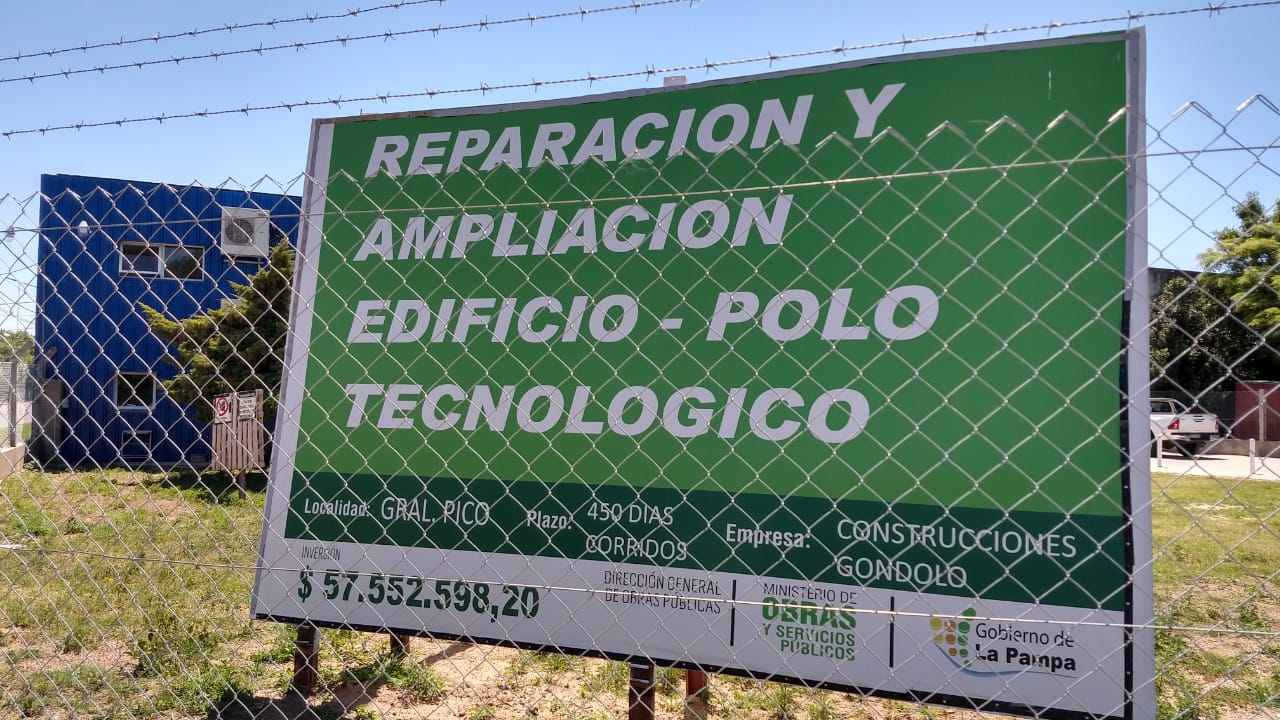 REPARACION Y
AMPLIACION
EDIFICIO - POLO
TECNOLOGICO
Localidad: GRAL. PICO
Plazo: 450 DIAS
CORRIDOS
Empresa: CONSTRUCCIONES
GONDOLO
INVERSIÓN
$ 57.552.598,20
DIRECCIÓN GENERAL
DE OBRAS PÚBLICAS
MINISTERIO DE
OBRAS
Y SERVICIOS
PÚBLICOS
Gobierno de
La Pampa